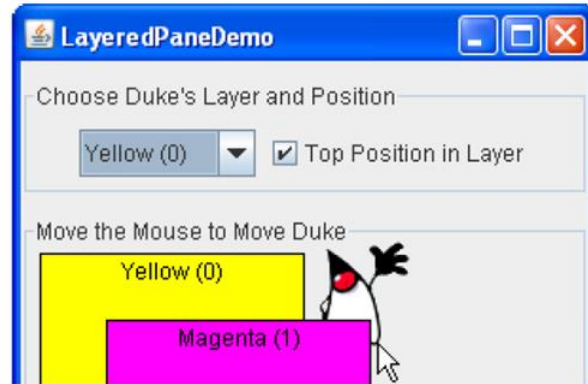 LayeredPaneDemo
Choose Duke's Layer and Position
Yellow (0) Top Position in Layer
Move the Mouse to Move Duke
Yellow (0)
Magenta (1)